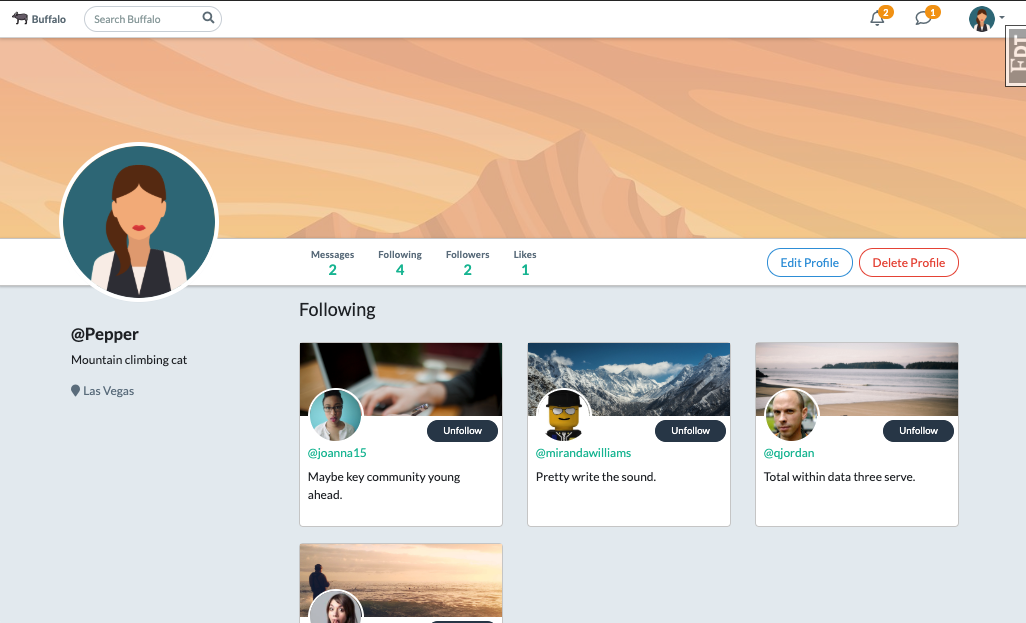 Buffalo
Search Buffalo
2
1
EDT
Messages
2
Following
4
Followers
2
Likes
1
Edit Profile
Delete Profile
@Pepper
Mountain climbing cat
Las Vegas
Following
Unfollow
@joanna15
Maybe key community young
ahead.
Unfollow
@mirandawilliams
Pretty write the sound.
Unfollow
@qjordan
Total within data three serve.